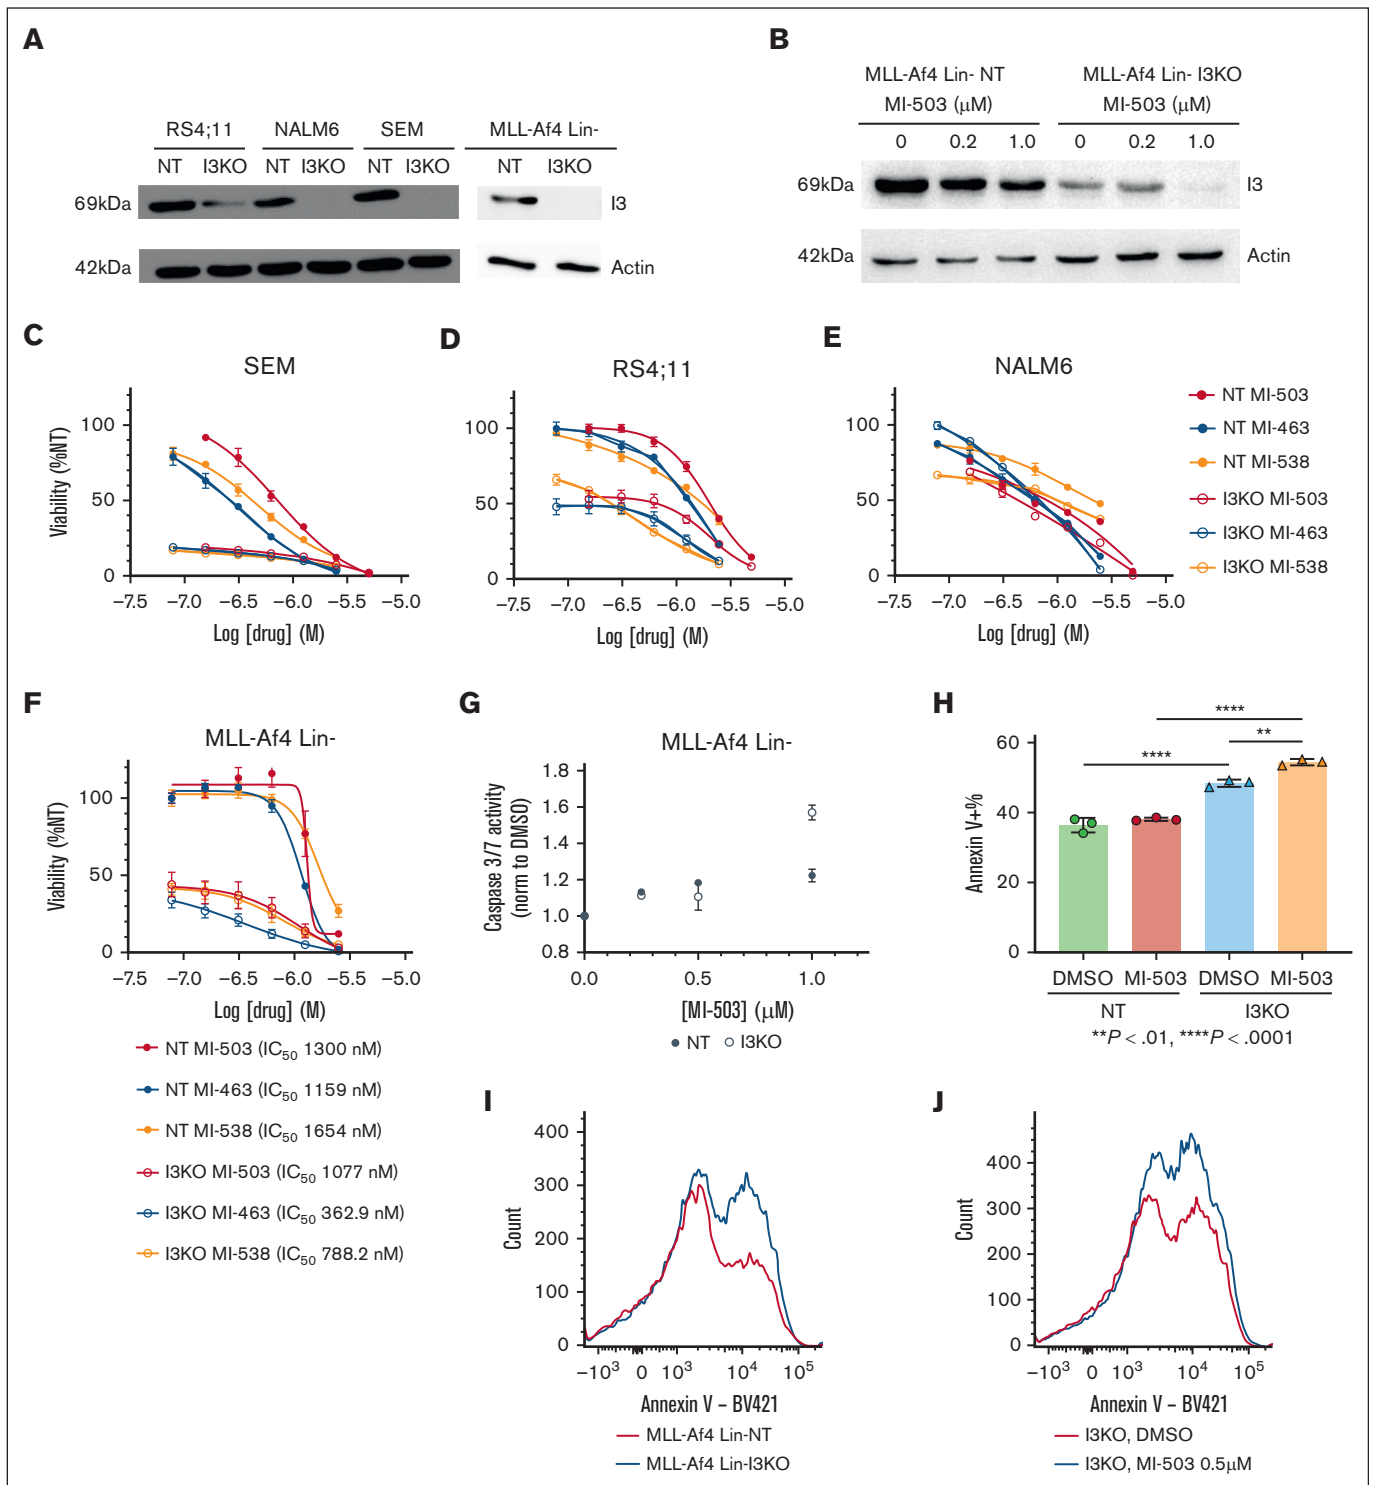 A
RS4;11 NALM6 SEM MLL-Af4 Lin-
NT I3KO NT I3KO NT I3KO NT I3KO
69kDa I3
42kDa Actin
B
MLL-Af4 Lin- NT MLL-Af4 Lin- I3KO
MI-503 (μM) MI-503 (μM)
0 0.2 1.0 0 0.2 1.0
69kDa I3
42kDa Actin
C
SEM
Viability (%NT)
100
50
0
−7.5 −7.0 −6.5 −6.0 −5.5 −5.0
Log [drug] (M)
D
RS4;11
100
50
0
−7.5 −7.0 −6.5 −6.0 −5.5 −5.0
Log [drug] (M)
E
NALM6
100
50
0
−7.5 −7.0 −6.5 −6.0 −5.5 −5.0
Log [drug] (M)
NT MI-503
NT MI-463
NT MI-538
I3KO MI-503
I3KO MI-463
I3KO MI-538
F
MLL-Af4 Lin-
Viability (%NT)
100
50
0
−7.5 −7.0 −6.5 −6.0 −5.5 −5.0
Log [drug] (M)
NT MI-503 (IC50 1300 nM)
NT MI-463 (IC50 1159 nM)
NT MI-538 (IC50 1654 nM)
I3KO MI-503 (IC50 1077 nM)
I3KO MI-463 (IC50 362.9 nM)
I3KO MI-538 (IC50 788.2 nM)
G
MLL-Af4 Lin-
Caspase 3/7 activity
(norm to DMSO)
1.8
1.6
1.4
1.2
1.0
0.8
0.0 0.5 1.0
[MI-503] (μM)
NT I3KO
H
Annexin V+%
60
40
20
0
****
**
****
DMSO MI-503 DMSO MI-503
NT I3KO
**P < .01, ****P < .0001
I
Count
400
300
200
100
0
−10³ 0 10³ 10⁴ 10⁵
Annexin V – BV421
MLL-Af4 Lin-NT
MLL-Af4 Lin-I3KO
J
Count
400
300
200
100
0
−10³ 0 10³ 10⁴ 10⁵
Annexin V – BV421
I3KO, DMSO
I3KO, MI-503 0.5μM